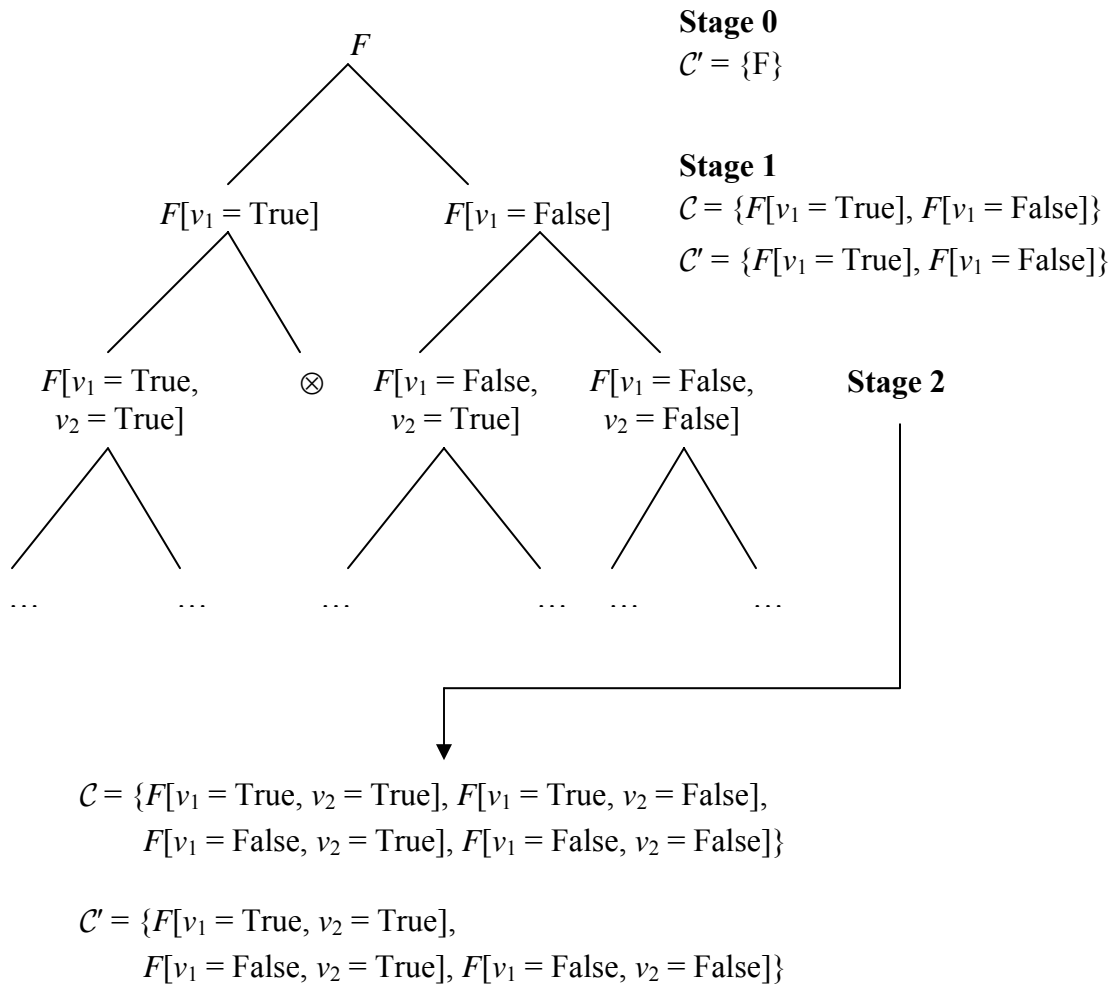 F
Stage 0
𝒞′ = {F}
Stage 1
F[v₁ = True] F[v₁ = False]
𝒞 = {F[v₁ = True], F[v₁ = False]}
𝒞′ = {F[v₁ = True], F[v₁ = False]}
F[v₁ = True, ⊗ F[v₁ = False, F[v₁ = False, Stage 2
v₂ = True] v₂ = True] v₂ = False]
… … … … … …
𝒞 = {F[v₁ = True, v₂ = True], F[v₁ = True, v₂ = False],
F[v₁ = False, v₂ = True], F[v₁ = False, v₂ = False]}
𝒞′ = {F[v₁ = True, v₂ = True],
F[v₁ = False, v₂ = True], F[v₁ = False, v₂ = False]}